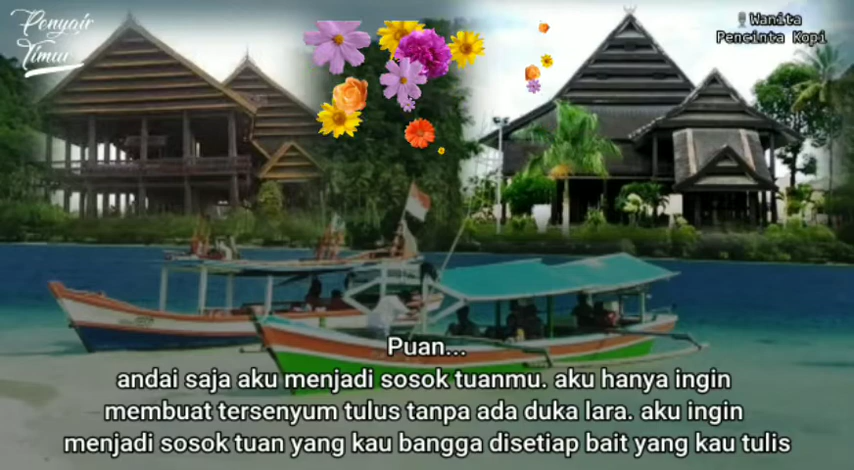 Penyair
Timur
Wanita
Pencinta Kopi
Puan...
andai saja aku menjadi sosok tuanmu. aku hanya ingin
membuat tersenyum tulus tanpa ada duka lara. aku ingin
menjadi sosok tuan yang kau bangga disetiap bait yang kau tulis